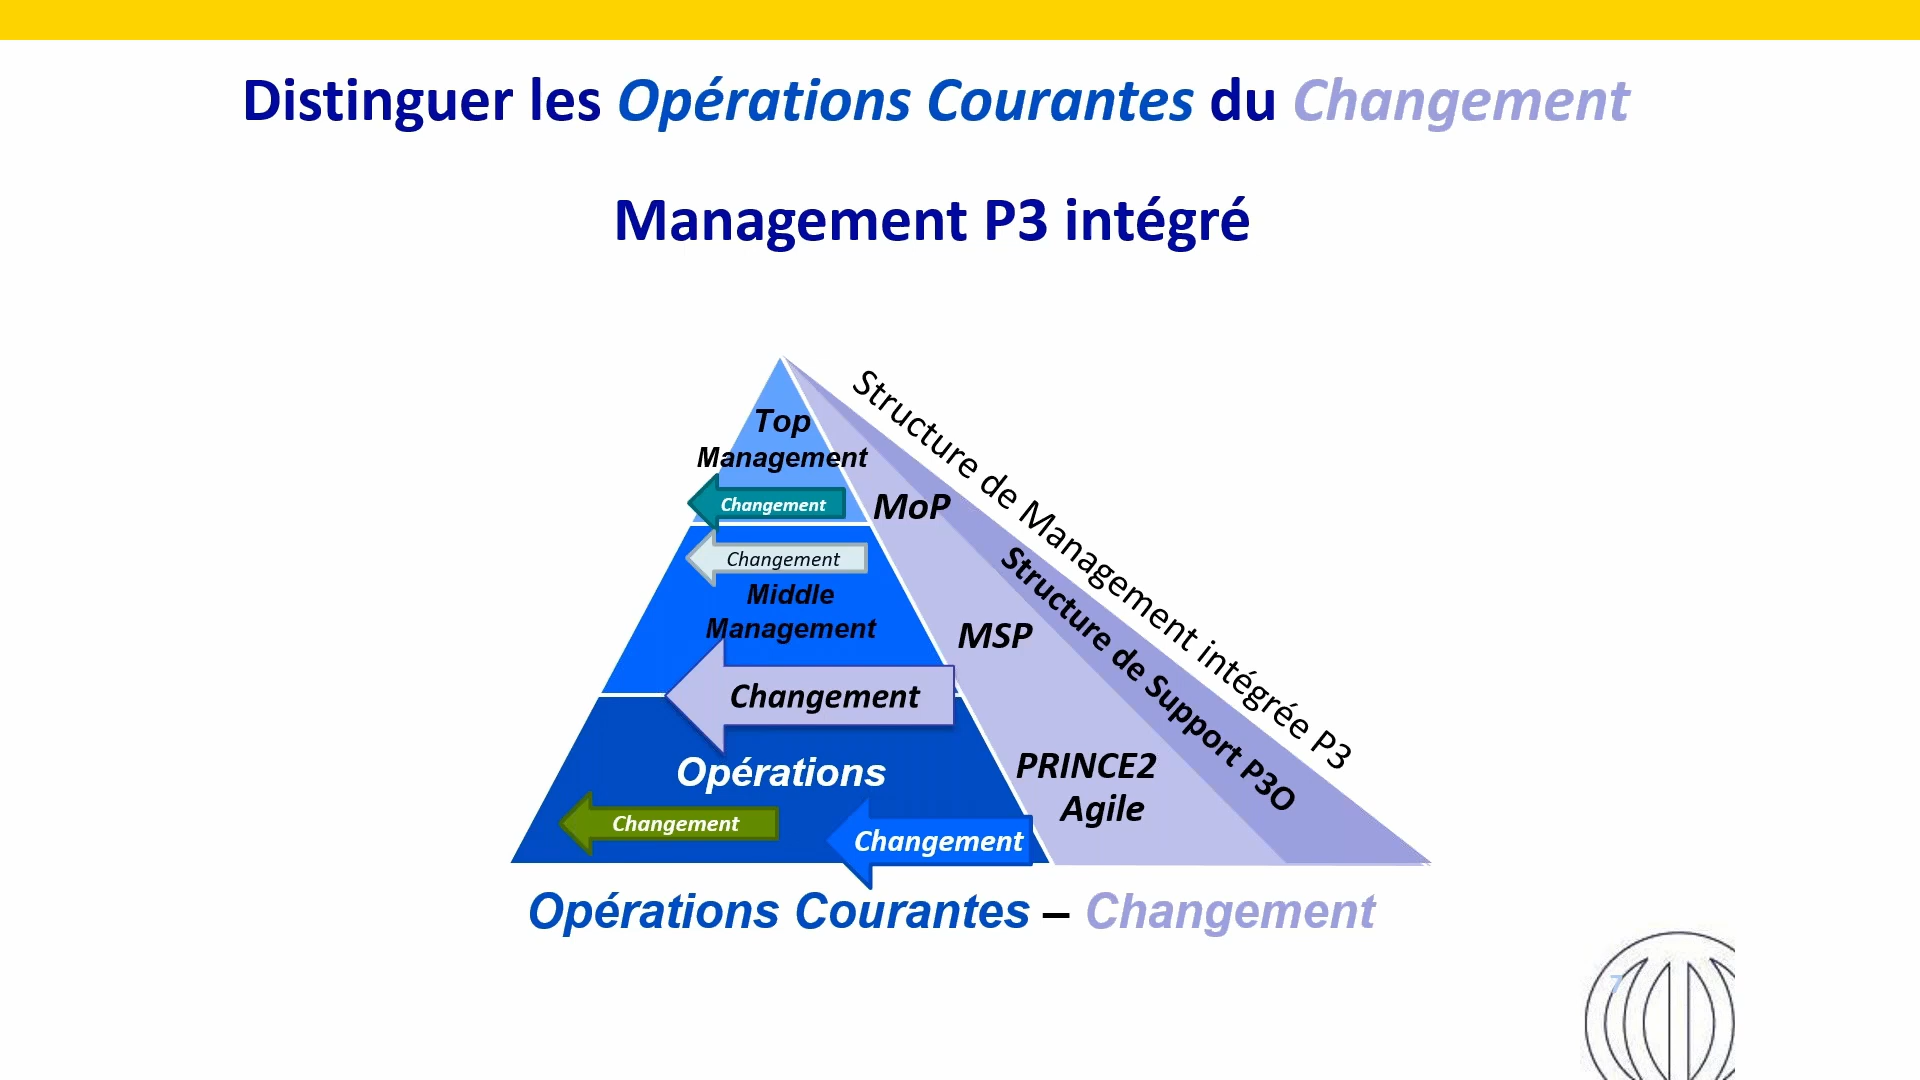 Distinguer les Opérations Courantes du Changement
Management P3 intégré
Top
Management
Changement
MoP
Changement
Middle
Management
MSP
Changement
Opérations
PRINCE2
Agile
Changement
Changement
Structure de Management intégrée P3
Structure de Support P3O
Opérations Courantes – Changement
7